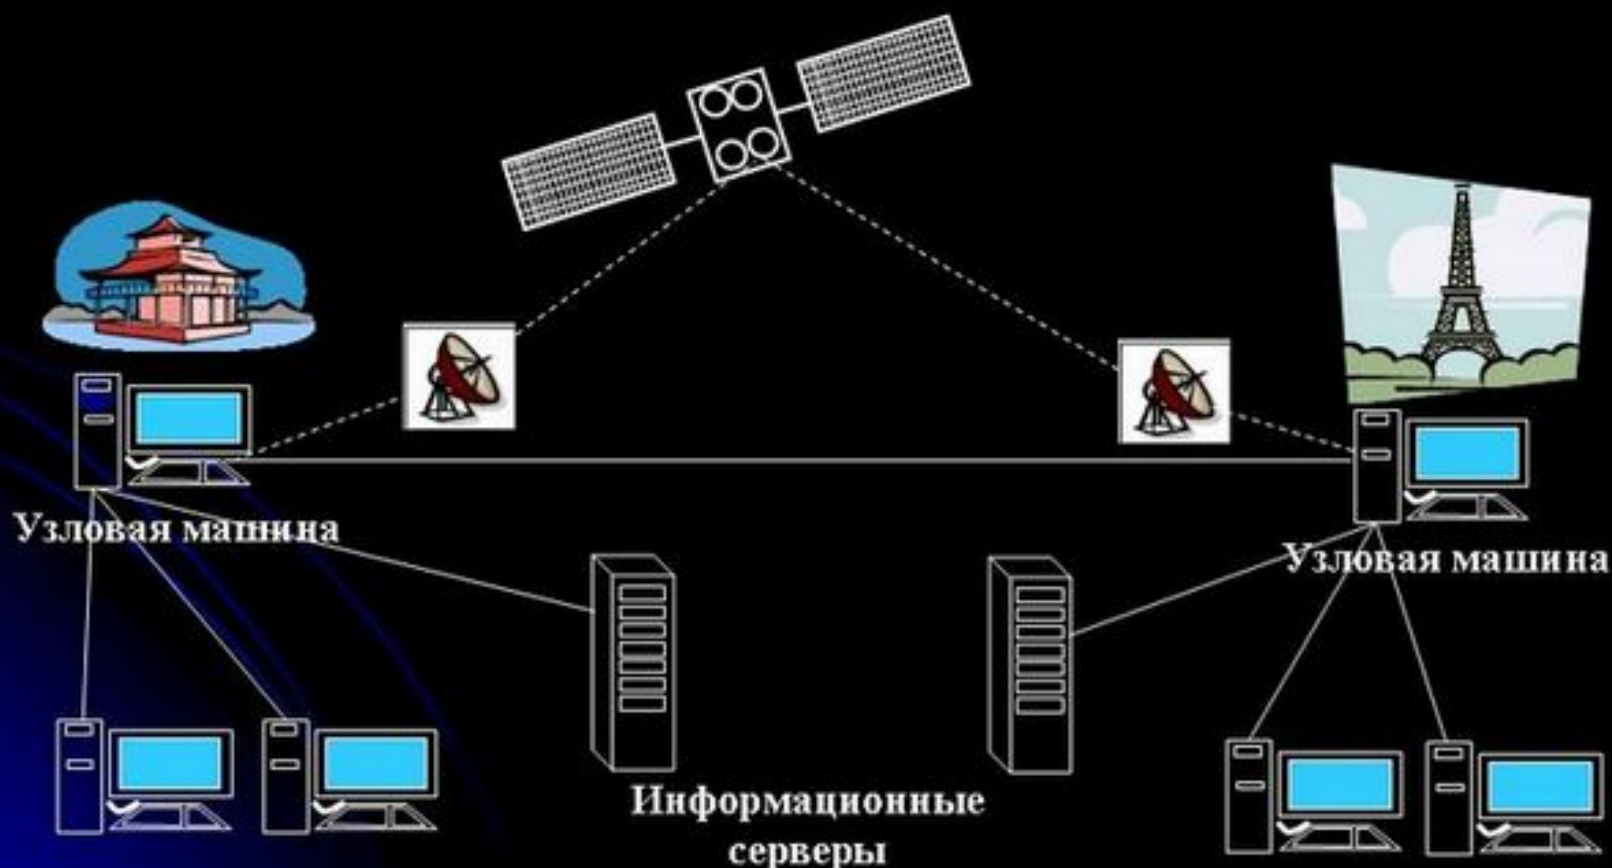 Узловая машина
Узловая машина
Информационные
серверы